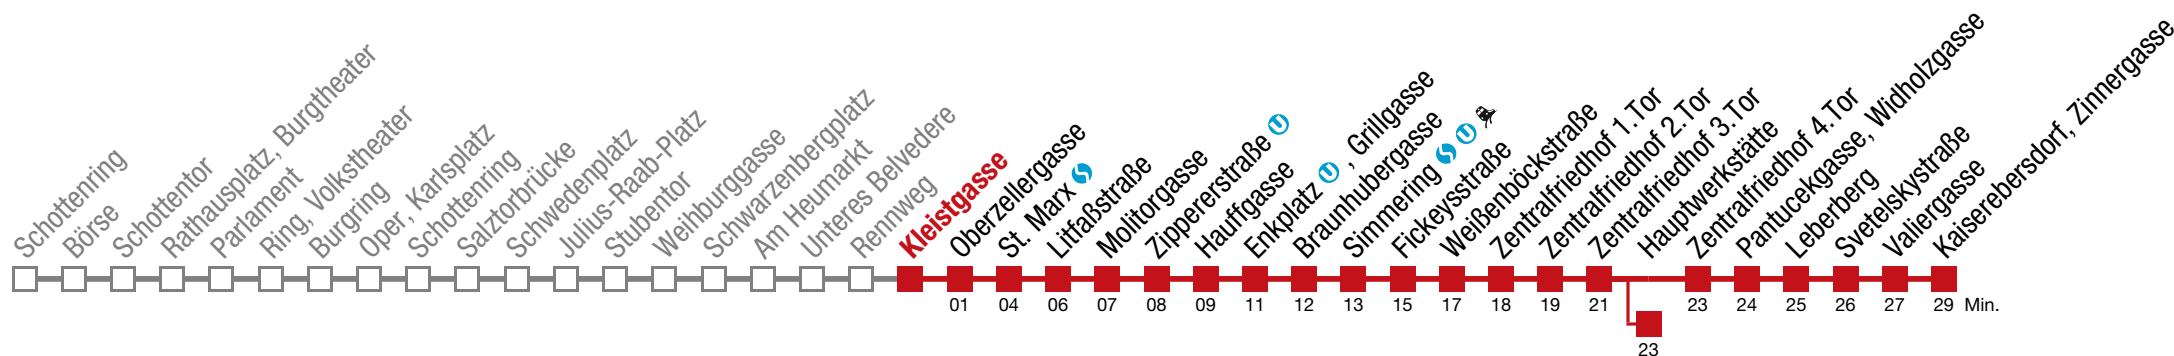 Schottenring
Börse
Schottentor
Rathausplatz, Burgtheater
Parlament
Ring, Volkstheater
Burgring
Oper, Karlsplatz
Schottenring
Salztorbrücke
Schwedenplatz
Julius-Raab-Platz
Stubentor
Weihburggasse
Schwarzenbergplatz
Am Heumarkt
Unteres Belvedere
Rennweg
Kleistgasse
Oberzellergasse
St. Marx
Litfaßstraße
Molitorgasse
Zippererstraße U
Hauffgasse
Enkplatz U , Grillgasse
Braunhubergasse
Simmering U
Fickeysstraße
Weißenböckstraße
Zentralfriedhof 1.Tor
Zentralfriedhof 2.Tor
Zentralfriedhof 3.Tor
Hauptwerkstätte
Zentralfriedhof 4.Tor
Pantucekgasse, Widholzgasse
Leberberg
Svetelskystraße
Valiergasse
Kaiserebersdorf, Zinnergasse
01 04 06 07 08 09 11 12 13 15 17 18 19 21 23 24 25 26 27 29 Min.
23